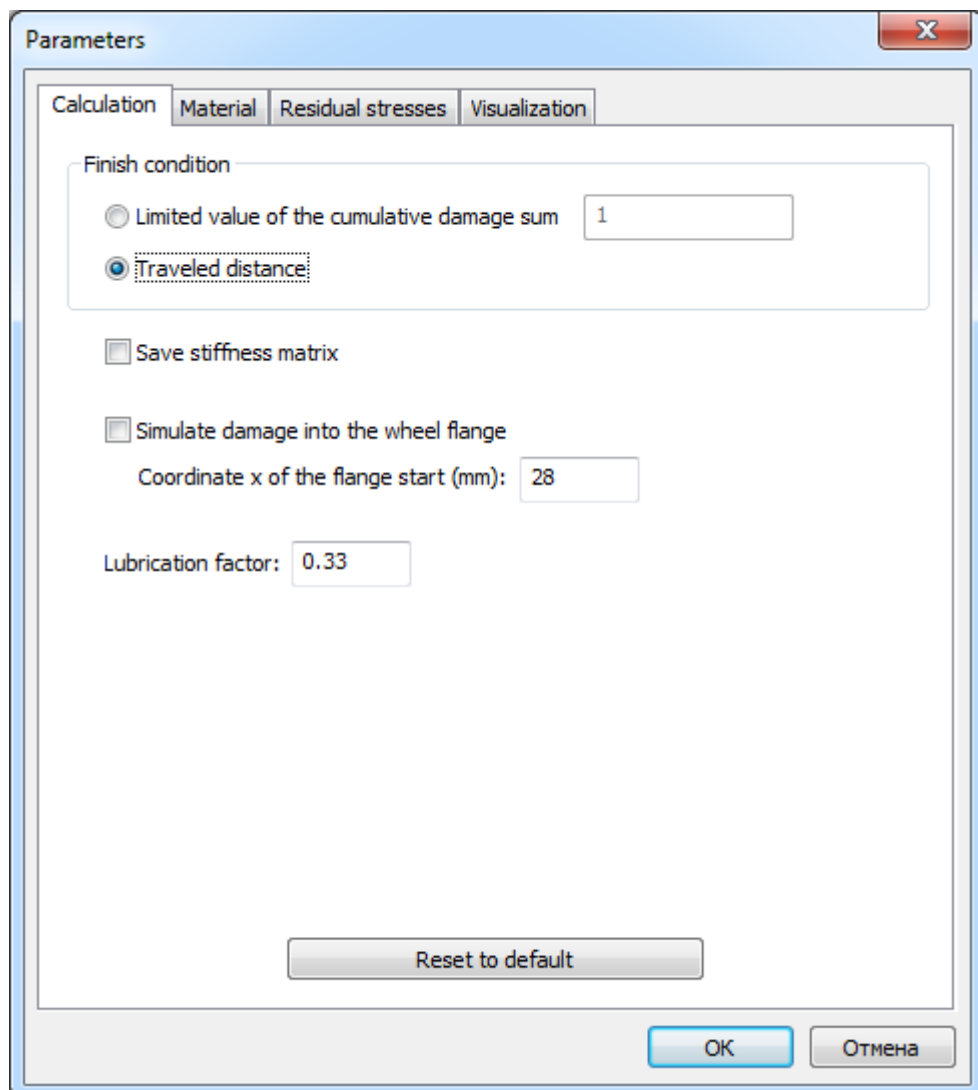 Parameters
Calculation Material Residual stresses Visualization
Finish condition
Limited value of the cumulative damage sum 1
Traveled distance
Save stiffness matrix
Simulate damage into the wheel flange
Coordinate x of the flange start (mm): 28
Lubrication factor: 0.33
Reset to default
OK Отмена